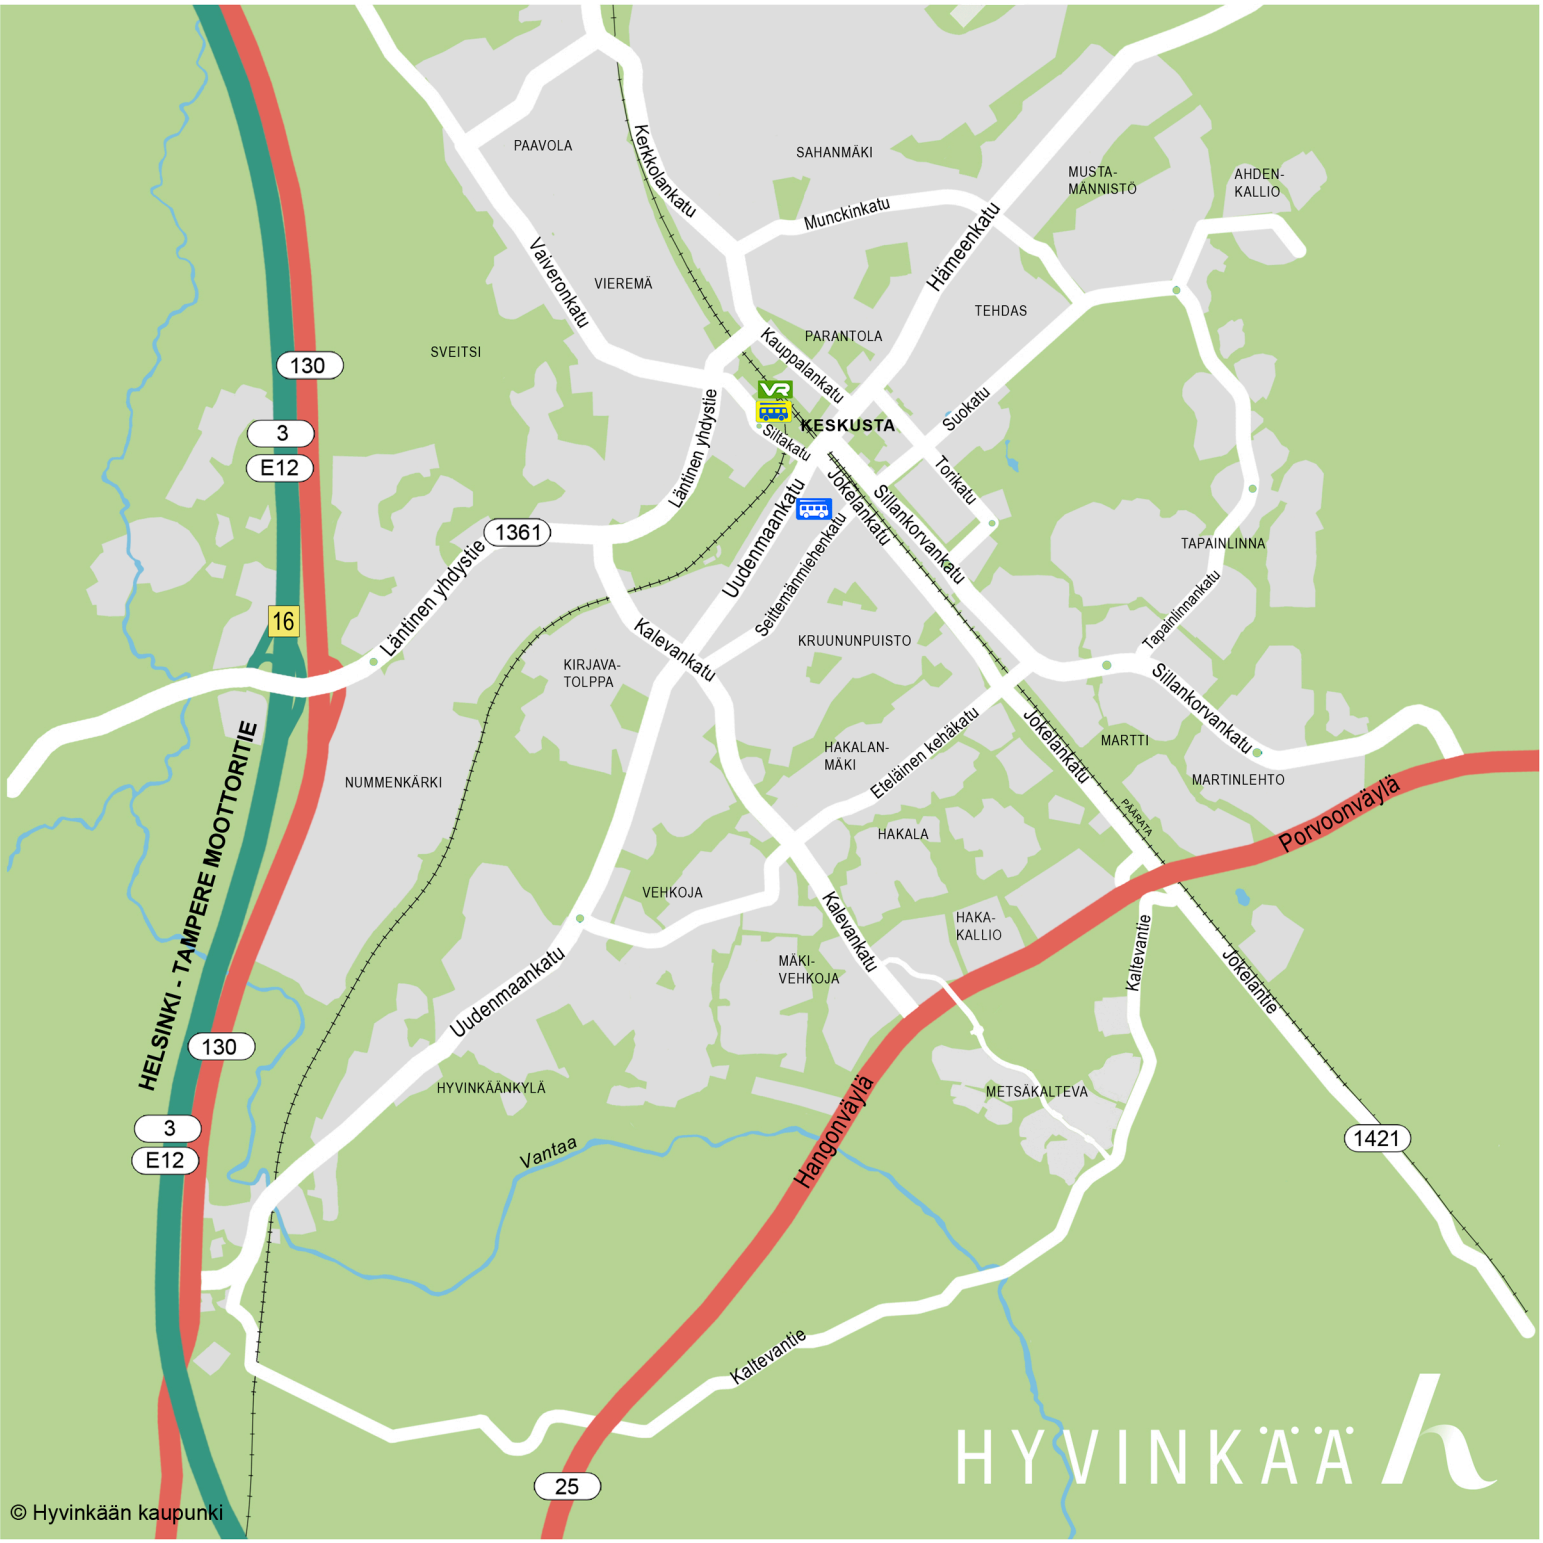 PAAVOLA
Kerkkolankatu
SAHANMÄKI
MUSTA-
MÄNNISTÖ
AHDEN-
KALLIO
Munckinkatu
Hämeenkatu
Vaiveronkatu
VIEREMÄ
TEHDAS
PARANTOLA
Kauppalankatu
SVEITSI
130
VR
KESKUSTA
Siltakatu
Suokatu
Läntinen yhdystie
3
E12
Torikatu
Jokelankatu
Sillankorvankatu
Uudenmaankatu
Seittemänmiehenkatu
1361
Läntinen yhdystie
TAPAINLINNA
Tapainlinnankatu
16
Kalevankatu
KRUUNUNPUISTO
KIRJAVA-
TOLPPA
Sillankorvankatu
Jokelankatu
MARTTI
HAKALAN-
MÄKI
Eteläinen kehäkatu
MARTINLEHTO
NUMMENKÄRKI
HELSINKI - TAMPERE MOOTTORITIE
PÄÄRATA
Porvoonväylä
HAKALA
VEHKOJA
Kalevankatu
HAKA-
KALLIO
MÄKI-
VEHKOJA
Kaltevantie
Jokelantie
Uudenmaankatu
130
HYVINKÄÄNKYLÄ
METSÄKALTEVA
Hangonväylä
3
E12
Vantaa
1421
Kaltevantie
HYVINKÄÄ
25
© Hyvinkään kaupunki